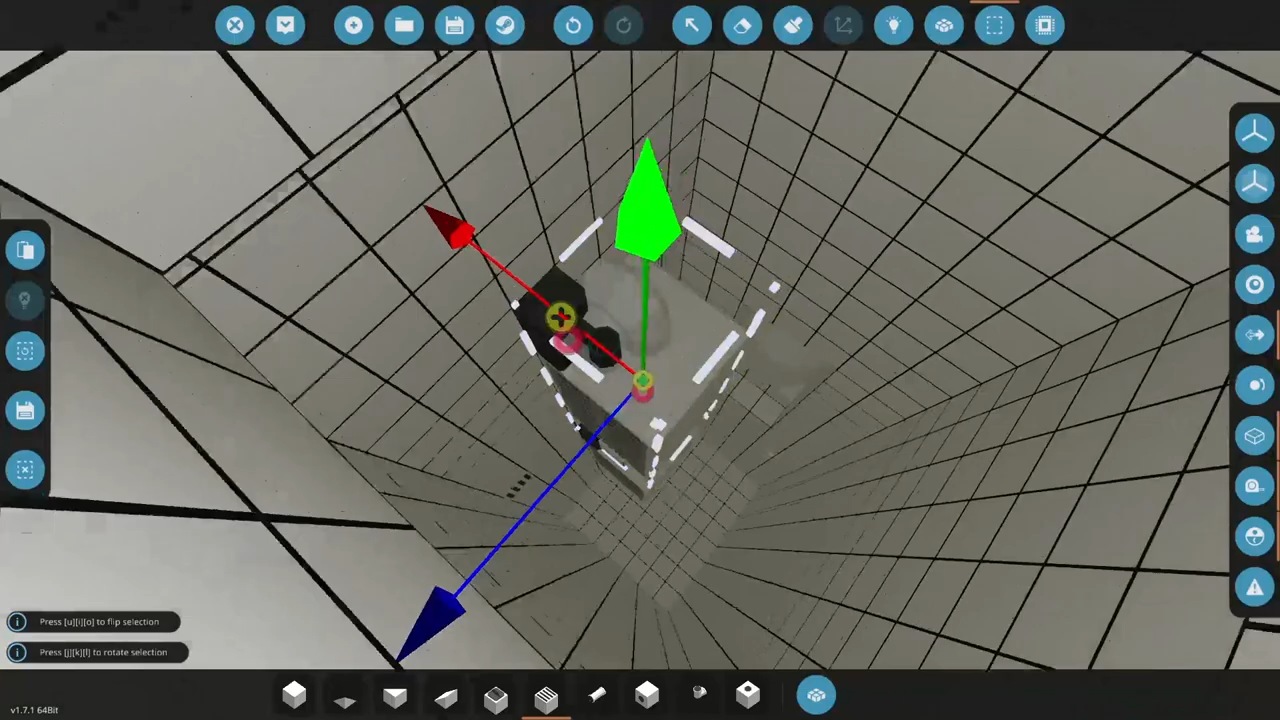 Press [u][i][o] to flip selection
Press [j][k][l] to rotate selection
v1.7.1 64Bit